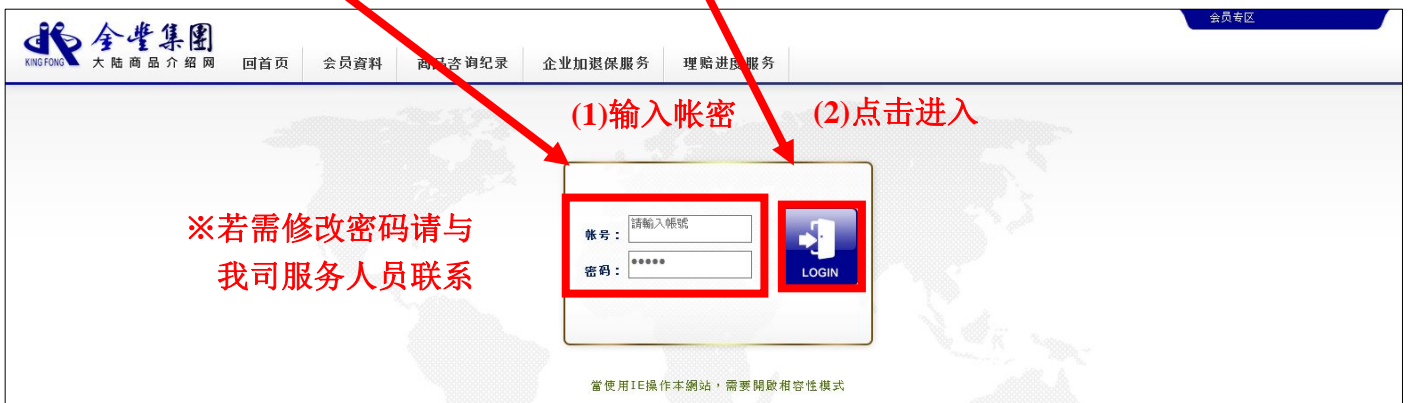 会员专区
金豐集團
KING FONG
大陆商品介绍网
回首页 会员資料 商品咨询纪录 企业加退保服务 理赔进度服务
(1)输入帐密 (2)点击进入
請輸入帳號
帐号：
密码： •••••
LOGIN
※若需修改密码请与
我司服务人员联系
當使用IE操作本網站，需要開啟相容性模式